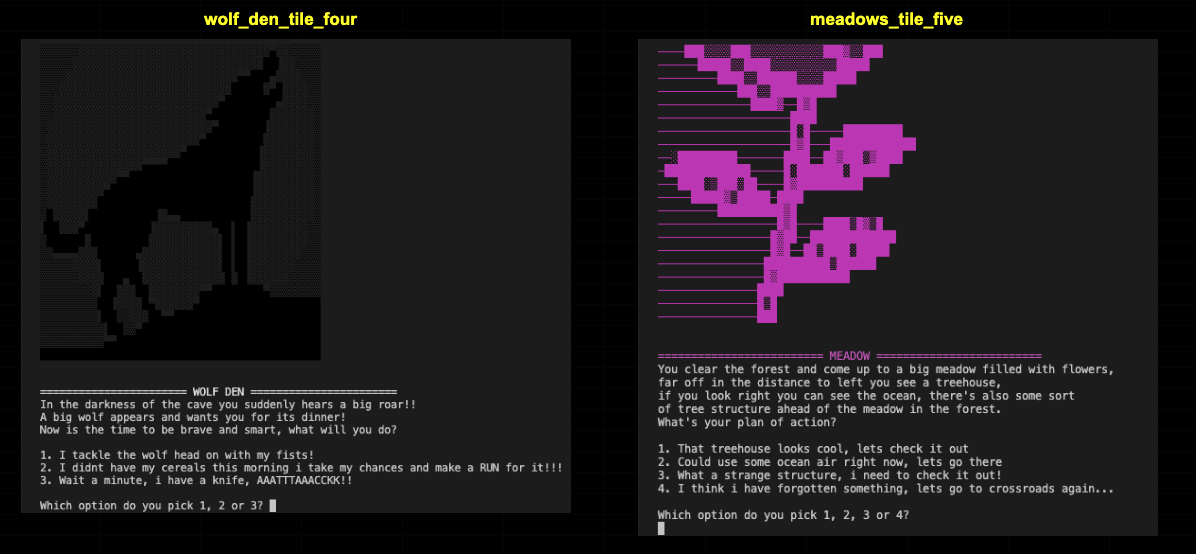 wolf_den_tile_four
======================= WOLF DEN =======================
In the darkness of the cave you suddenly hears a big roar!!
A big wolf appears and wants you for its dinner!
Now is the time to be brave and smart, what will you do?
1. I tackle the wolf head on with my fists!
2. I didnt have my cereals this morning i take my chances and make a RUN for it!!!
3. Wait a minute, i have a knife, AAATTTAAACCKK!!
Which option do you pick 1, 2 or 3?
meadows_tile_five
========================= MEADOW =========================
You clear the forest and come up to a big meadow filled with flowers,
far off in the distance to left you see a treehouse,
if you look right you can see the ocean, there's also some sort
of tree structure ahead of the meadow in the forest.
What's your plan of action?
1. That treehouse looks cool, lets check it out
2. Could use some ocean air right now, lets go there
3. What a strange structure, i need to check it out!
4. I think i have forgotten something, lets go to crossroads again...
Which option do you pick 1, 2, 3 or 4?